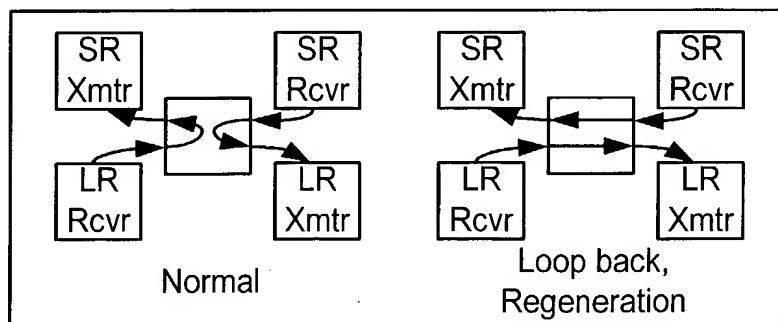 SR
Xmtr
SR
Rcvr
LR
Rcvr
LR
Xmtr
Normal
SR
Xmtr
SR
Rcvr
LR
Rcvr
LR
Xmtr
Loop back,
Regeneration